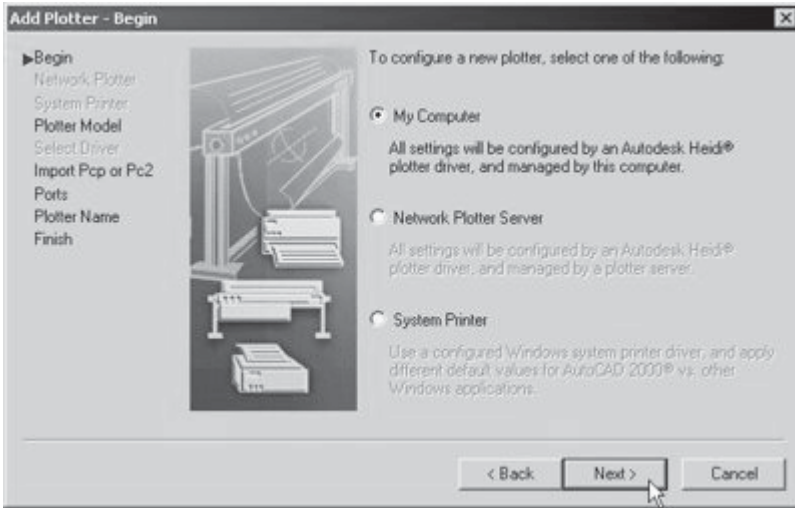 Add Plotter - Begin
Begin
Network Plotter
System Printer
Plotter Model
Select Driver
Import Pcp or Pc2
Ports
Plotter Name
Finish
To configure a new plotter, select one of the following:
My Computer
All settings will be configured by an Autodesk Heidi®
plotter driver, and managed by this computer.
Network Plotter Server
All settings will be configured by an Autodesk Heidi®
plotter driver, and managed by a plotter server.
System Printer
Use a configured Windows system printer driver, and apply
different default values for AutoCAD 2000® vs. other
Windows applications.
< Back
Next >
Cancel